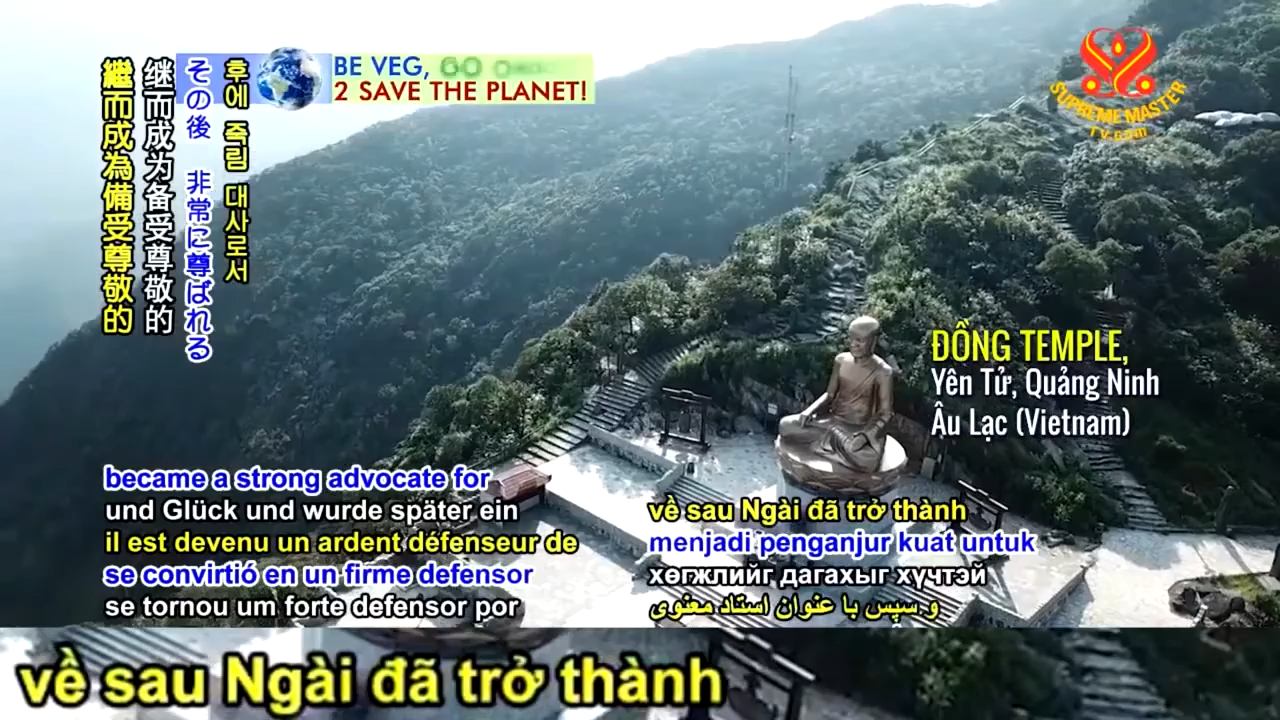 BE VEG, GO
2 SAVE THE PLANET!
SUPREME MASTER
TV
후에 죽림 대사로서
その後 非常に尊ばれる
继而成为备受尊敬的
繼而成為備受尊敬的
ĐỒNG TEMPLE,
Yên Tử, Quảng Ninh
Âu Lạc (Vietnam)
became a strong advocate for
und Glück und wurde später ein
il est devenu un ardent défenseur de
se convirtió en un firme defensor
se tornou um forte defensor por
về sau Ngài đã trở thành
menjadi penganjur kuat untuk
хөгжлийг дагахыг хүчтэй
و سپس با عنوان استاد معنوی
về sau Ngài đã trở thành